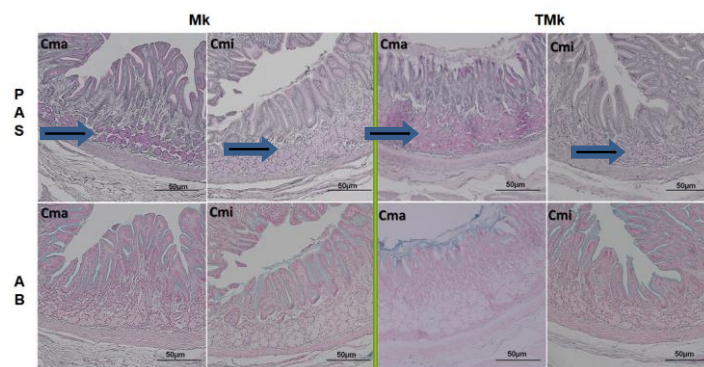 Mk TMk
Cma Cmi Cma Cmi
P
A
S
50µm 50µm 50µm 50µm
Cma Cmi Cma Cmi
A
B
50µm 50µm 50µm 50µm